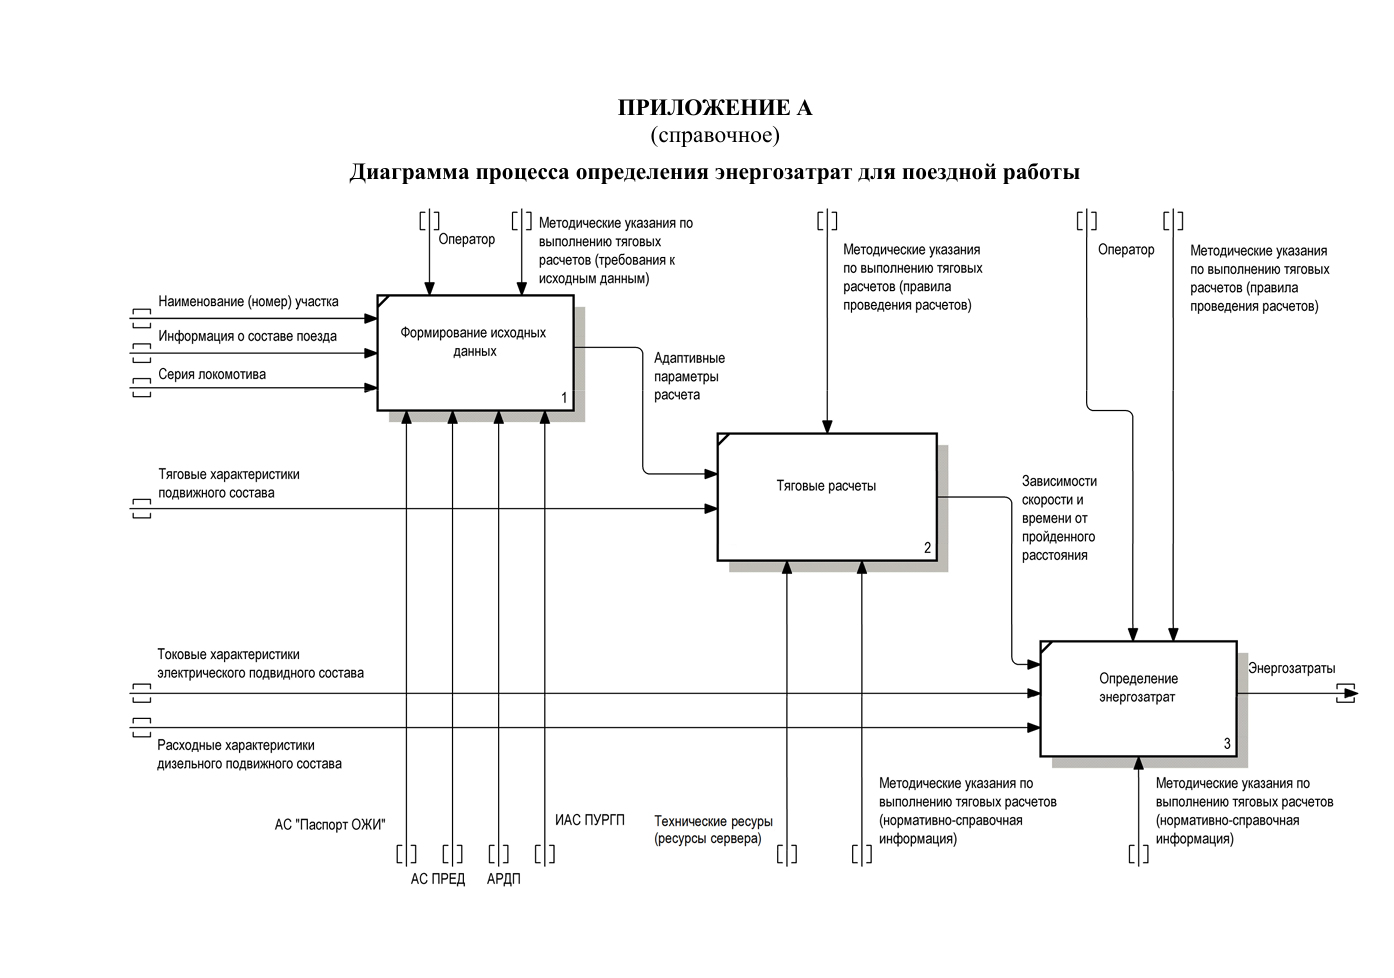 ПРИЛОЖЕНИЕ А
(справочное)
Диаграмма процесса определения энергозатрат для поездной работы
Оператор
Методические указания по
выполнению тяговых
расчетов (требования к
исходным данным)
Методические указания
по выполнению тяговых
расчетов (правила
проведения расчетов)
Оператор
Методические указания
по выполнению тяговых
расчетов (правила
проведения расчетов)
Наименование (номер) участка
Информация о составе поезда
Серия локомотива
Формирование исходных
данных
1
Адаптивные
параметры
расчета
Тяговые характеристики
подвижного состава
Тяговые расчеты
2
Зависимости
скорости и
времени от
пройденного
расстояния
Токовые характеристики
электрического подвидного состава
Расходные характеристики
дизельного подвижного состава
Определение
энергозатрат
3
Энергозатраты
АС "Паспорт ОЖИ"
АС ПРЕД
АРДП
ИАС ПУРГП
Технические ресуры
(ресурсы сервера)
Методические указания по
выполнению тяговых расчетов
(нормативно-справочная
информация)
Методические указания по
выполнению тяговых расчетов
(нормативно-справочная
информация)